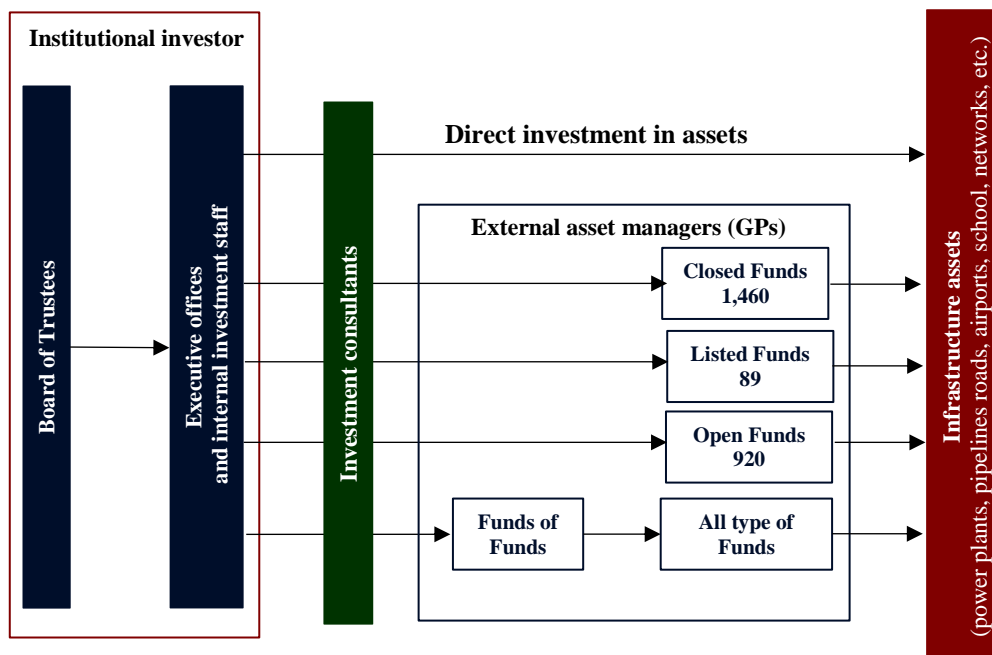 Institutional investor
Board of Trustees
Executive offices
and internal investment staff
Investment consultants
Direct investment in assets
External asset managers (GPs)
Closed Funds
1,460
Listed Funds
89
Open Funds
920
Funds of
Funds
All type of
Funds
Infrastructure assets
(power plants, pipelines roads, airports, school, networks, etc.)